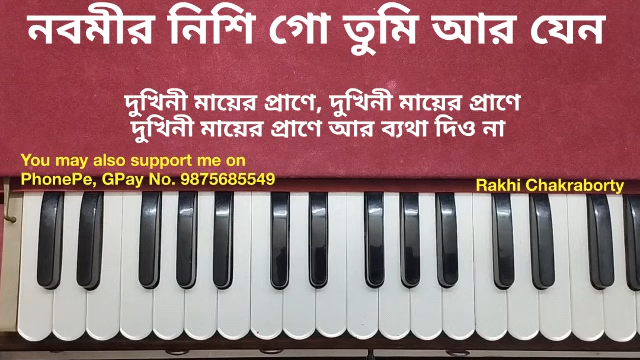 নবমীর নিশি গো তুমি আর যেন
দুখিনী মায়ের প্রাণে, দুখিনী মায়ের প্রাণে
দুখিনী মায়ের প্রাণে আর ব্যথা দিও না
You may also support me on
PhonePe, GPay No. 9875685549
Rakhi Chakraborty